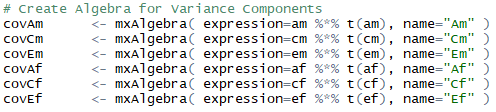 # Create Algebra for Variance Components
covAm <- mxAlgebra( expression=am %*% t(am), name="Am" )
covCm <- mxAlgebra( expression=cm %*% t(cm), name="Cm" )
covEm <- mxAlgebra( expression=em %*% t(em), name="Em" )
covAf <- mxAlgebra( expression=af %*% t(af), name="Af" )
covCf <- mxAlgebra( expression=cf %*% t(cf), name="Cf" )
covEf <- mxAlgebra( expression=ef %*% t(ef), name="Ef" )